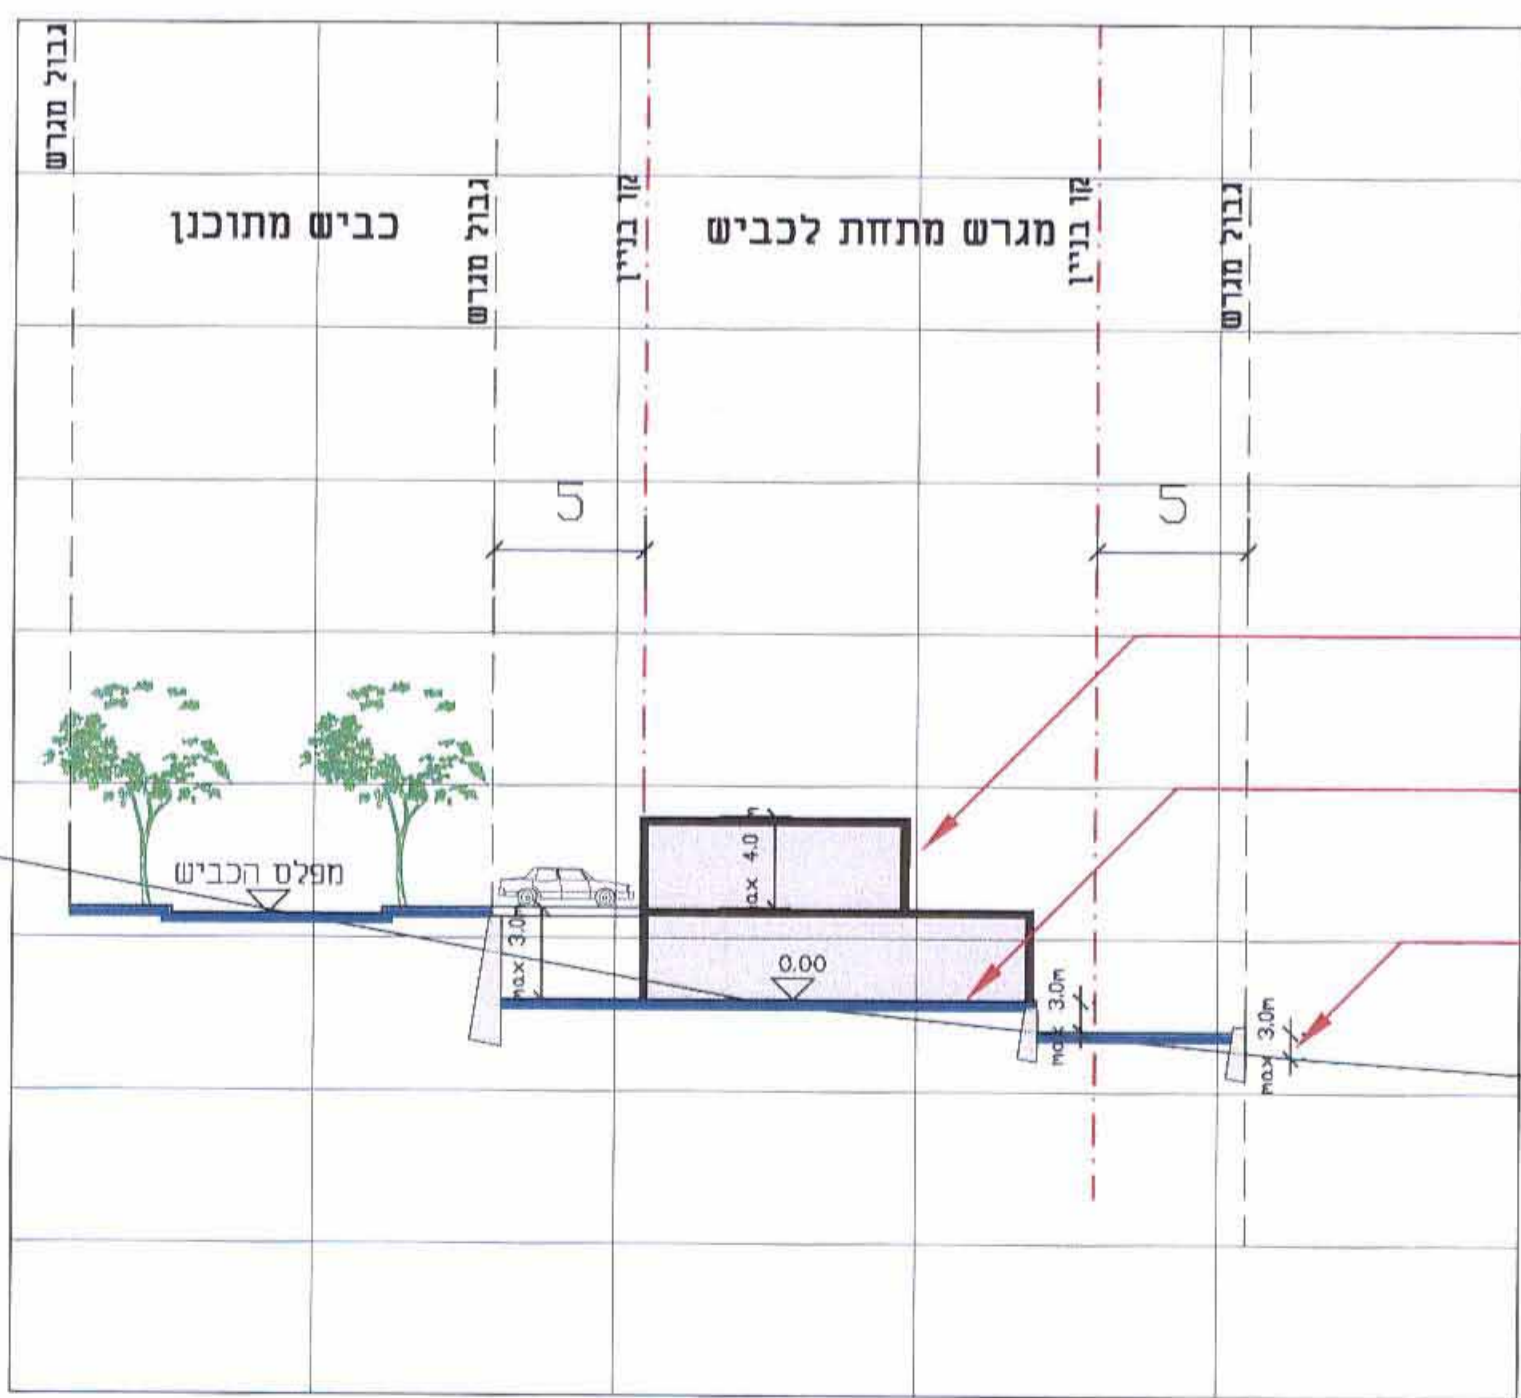 גבול מגרש
כביש מתוכנן
גבול מגרש
קו בניין
מגרש מתחת לכביש
קו בניין
גבול מגרש
5
5
מפלס הכביש
max 4.0 m
max 3.0m
0.00
max 3.0m
max 3.0m